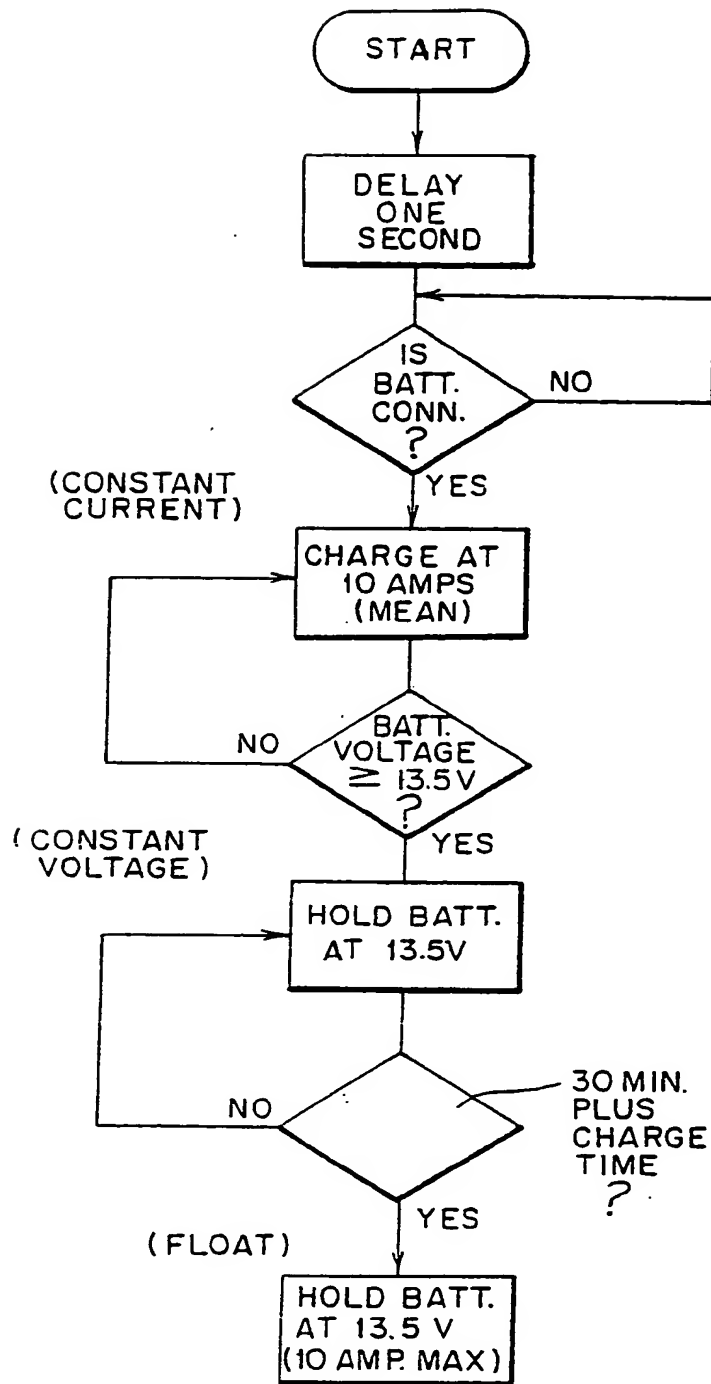 START
DELAY
ONE
SECOND
IS
BATT.
CONN.
?
NO
YES
(CONSTANT
CURRENT)
CHARGE AT
10 AMPS
(MEAN)
BATT.
VOLTAGE
≥ 13.5 V
?
NO
YES
(CONSTANT
VOLTAGE)
HOLD BATT.
AT 13.5V
30 MIN.
PLUS
CHARGE
TIME
?
NO
YES
(FLOAT)
HOLD BATT.
AT 13.5 V
(10 AMP. MAX)